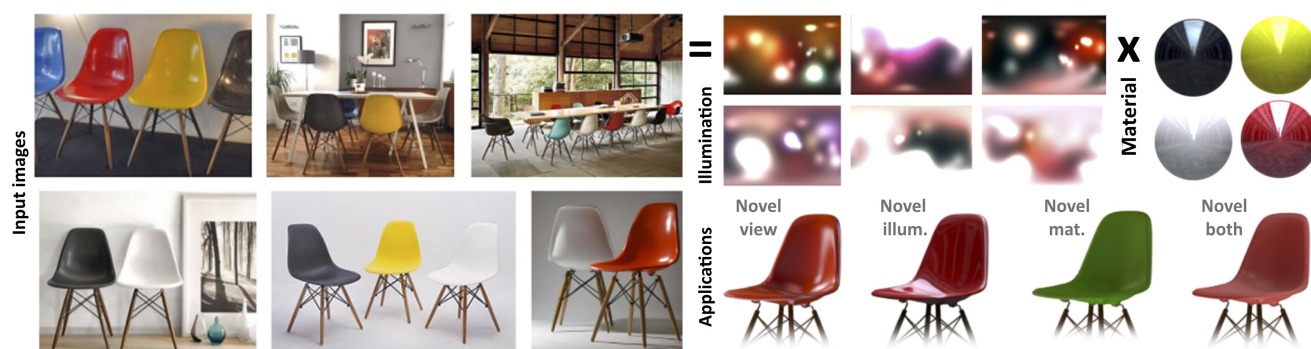 Input images
=
Illumination
x
Material
Applications
Novel
view
Novel
illum.
Novel
mat.
Novel
both